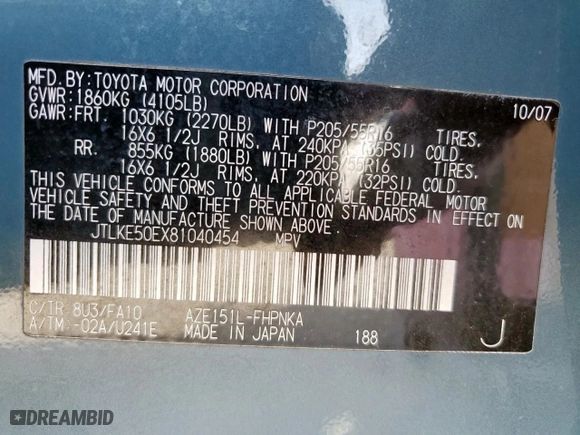 MFD.BY:TOYOTA MOTOR CORPORATION 10/07
GVWR:1860KG (4105LB)
GAWR:FRT. 1030KG (2270LB) WITH P205/55R16 TIRES,
16X6 1/2J RIMS, AT 240KPA (35PSI) COLD.
RR. 855KG (1880LB) WITH P205/55R16 TIRES,
16X6 1/2J RIMS, AT 220KPA (32PSI) COLD.
THIS VEHICLE CONFORMS TO ALL APPLICABLE FEDERAL MOTOR
VEHICLE SAFETY AND THEFT PREVENTION STANDARDS IN EFFECT ON
THE DATE OF MANUFACTURE SHOWN ABOVE.
JTLKE50EX81040454 MPV
C/TR 8U3/FA10 AZE151L-FHPNKA
A/TM: -02A/U241E MADE IN JAPAN 188 J
DREAMBID